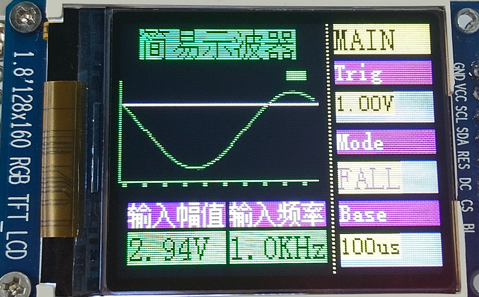 1.8'128x160 RGB TFT_LCD
简易示波器
MAIN
Trig
1.00V
Mode
FALL
Base
100us
输入幅值
输入频率
2.94V
1.0KHz
GND VCC SCL SDA RES DC CS BL